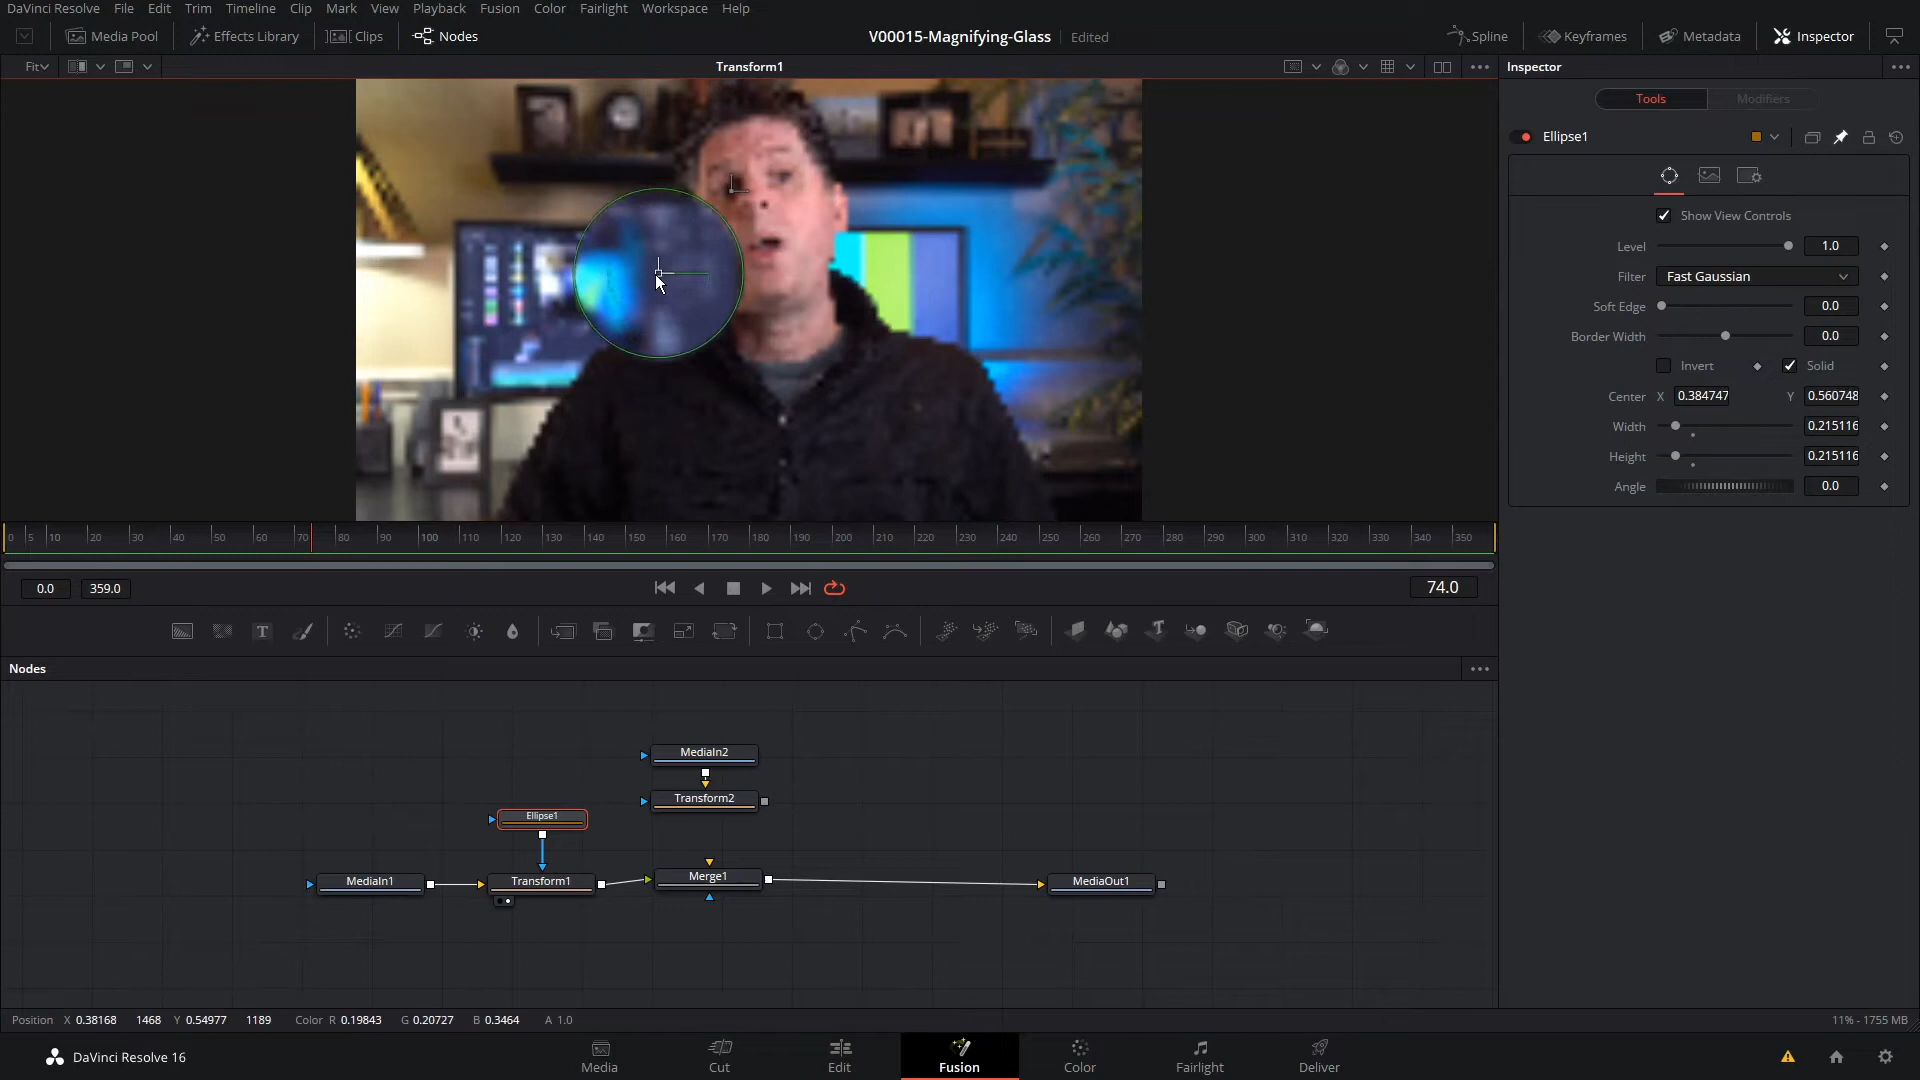 DaVinci Resolve File Edit Trim Timeline Clip Mark View Playback Fusion Color Fairlight Workspace Help
Media Pool Effects Library Clips Nodes V00015-Magnifying-Glass Edited Spline Keyframes Metadata Inspector
Fit Transform1 Inspector
Tools Modifiers
Ellipse1
Show View Controls
Level 1.0
Filter Fast Gaussian
Soft Edge 0.0
Border Width 0.0
Invert Solid
Center X 0.384747 Y 0.560748
Width 0.215116
Height 0.215116
Angle 0.0
0 5 10 20 30 40 50 60 70 80 90 100 110 120 130 140 150 160 170 180 190 200 210 220 230 240 250 260 270 280 290 300 310 320 330 340 350
0.0 359.0 74.0
Nodes
MediaIn2
Transform2
Ellipse1
MediaIn1 Transform1 Merge1 MediaOut1
Position X 0.38168 1468 Y 0.54977 1189 Color R 0.19843 G 0.20727 B 0.3464 A 1.0 11% - 1755 MB
DaVinci Resolve 16 Media Cut Edit Fusion Color Fairlight Deliver